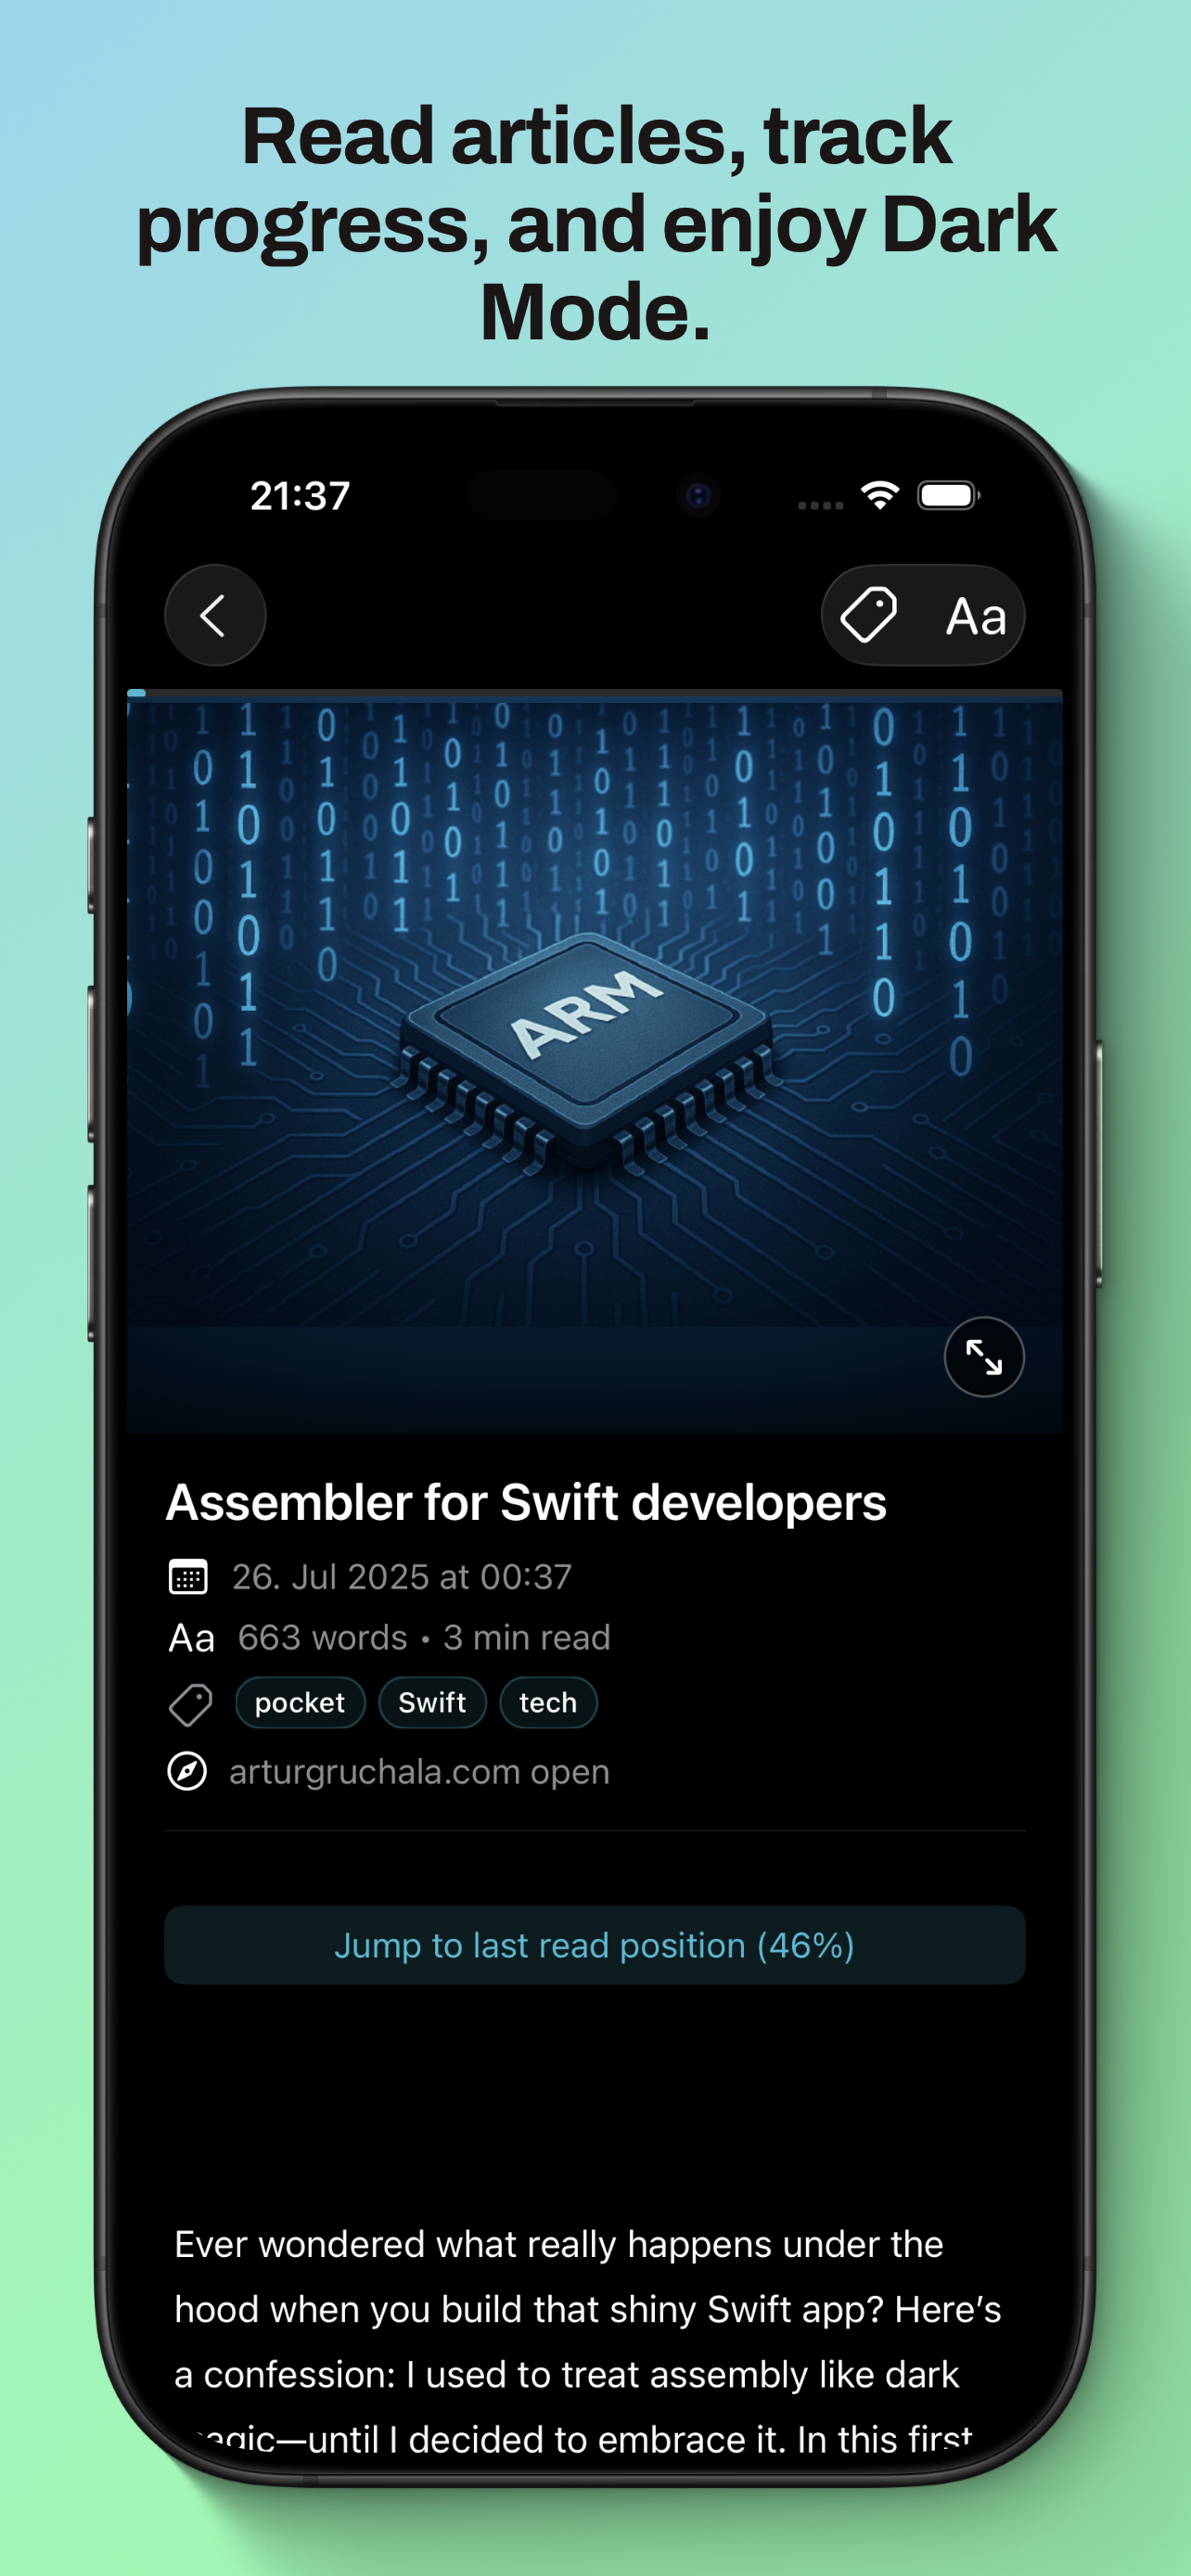 Read articles, track
progress, and enjoy Dark
Mode.
21:37
Aa
ARM
Assembler for Swift developers
26. Jul 2025 at 00:37
Aa 663 words • 3 min read
pocket Swift tech
arturgruchala.com open
Jump to last read position (46%)
Ever wondered what really happens under the
hood when you build that shiny Swift app? Here’s
a confession: I used to treat assembly like dark
magic—until I decided to embrace it. In this first